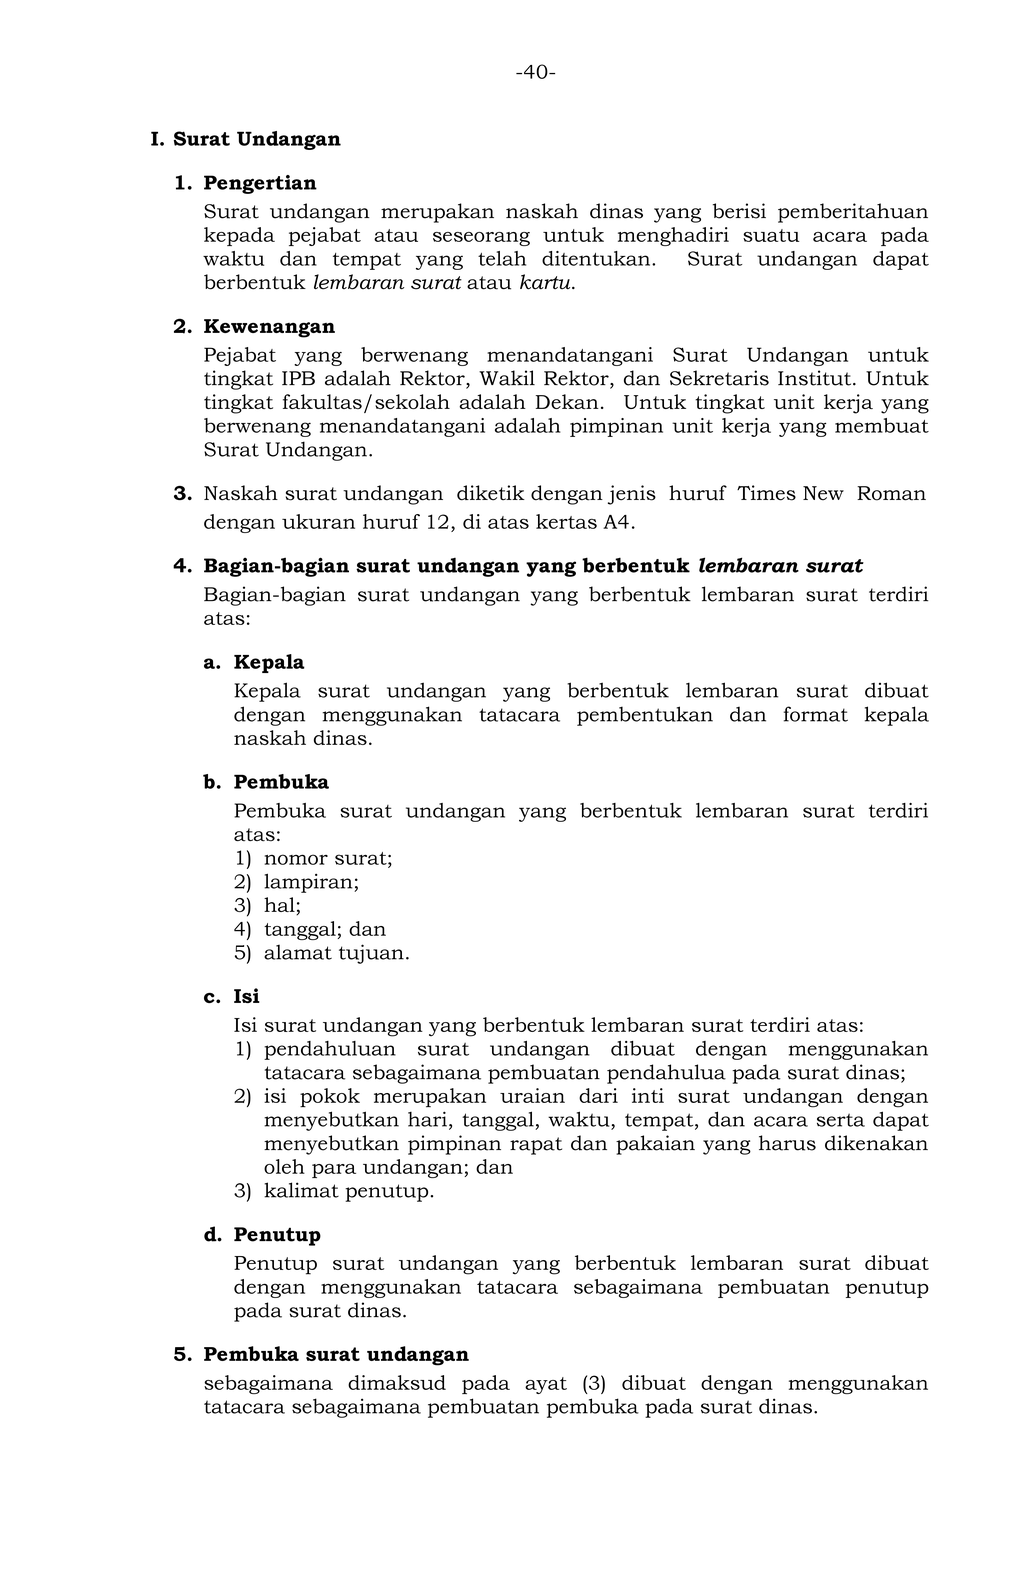 -40-
I. Surat Undangan
1. Pengertian
Surat undangan merupakan naskah dinas yang berisi pemberitahuan
kepada pejabat atau seseorang untuk menghadiri suatu acara pada
waktu dan tempat yang telah ditentukan. Surat undangan dapat
berbentuk lembaran surat atau kartu.
2. Kewenangan
Pejabat yang berwenang menandatangani Surat Undangan untuk
tingkat IPB adalah Rektor, Wakil Rektor, dan Sekretaris Institut. Untuk
tingkat fakultas/sekolah adalah Dekan. Untuk tingkat unit kerja yang
berwenang menandatangani adalah pimpinan unit kerja yang membuat
Surat Undangan.
3. Naskah surat undangan diketik dengan jenis huruf Times New Roman
dengan ukuran huruf 12, di atas kertas A4.
4. Bagian-bagian surat undangan yang berbentuk lembaran surat
Bagian-bagian surat undangan yang berbentuk lembaran surat terdiri
atas:
a. Kepala
Kepala surat undangan yang berbentuk lembaran surat dibuat
dengan menggunakan tatacara pembentukan dan format kepala
naskah dinas.
b. Pembuka
Pembuka surat undangan yang berbentuk lembaran surat terdiri
atas:
1) nomor surat;
2) lampiran;
3) hal;
4) tanggal; dan
5) alamat tujuan.
c. Isi
Isi surat undangan yang berbentuk lembaran surat terdiri atas:
1) pendahuluan surat undangan dibuat dengan menggunakan
tatacara sebagaimana pembuatan pendahulua pada surat dinas;
2) isi pokok merupakan uraian dari inti surat undangan dengan
menyebutkan hari, tanggal, waktu, tempat, dan acara serta dapat
menyebutkan pimpinan rapat dan pakaian yang harus dikenakan
oleh para undangan; dan
3) kalimat penutup.
d. Penutup
Penutup surat undangan yang berbentuk lembaran surat dibuat
dengan menggunakan tatacara sebagaimana pembuatan penutup
pada surat dinas.
5. Pembuka surat undangan
sebagaimana dimaksud pada ayat (3) dibuat dengan menggunakan
tatacara sebagaimana pembuatan pembuka pada surat dinas.